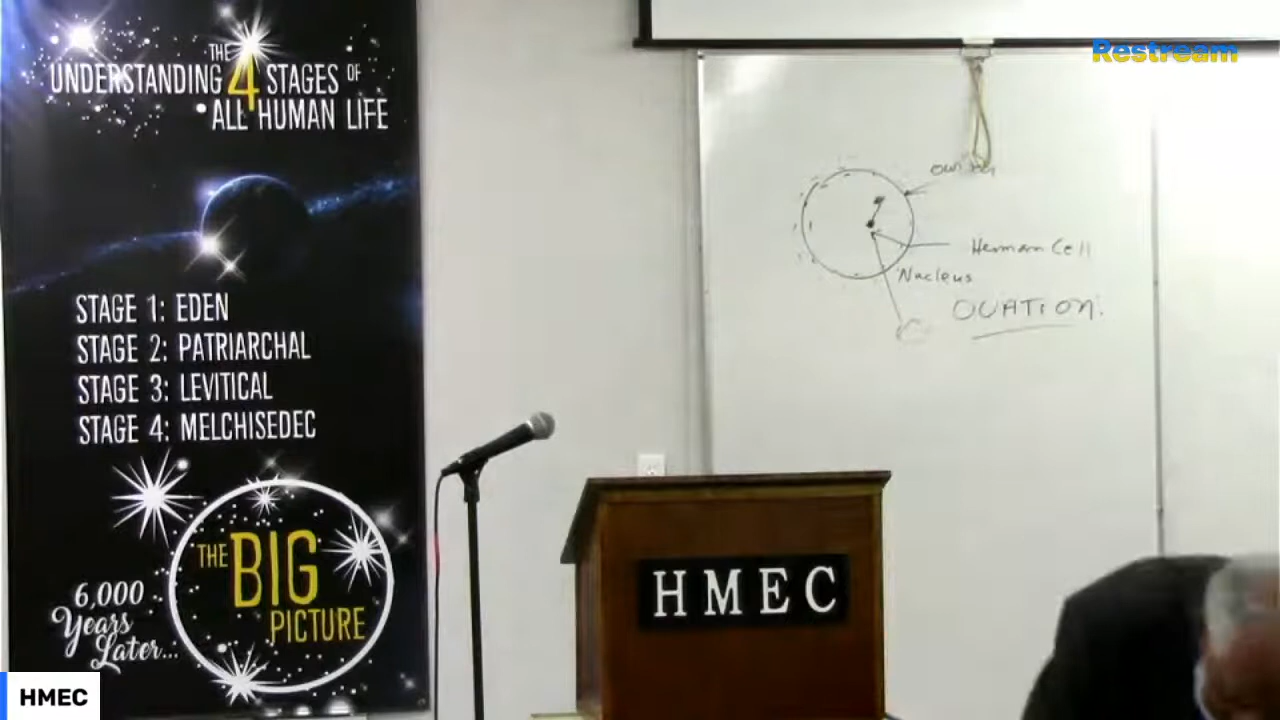 THE
UNDERSTANDING 4 STAGES OF
ALL HUMAN LIFE
STAGE 1: EDEN
STAGE 2: PATRIARCHAL
STAGE 3: LEVITICAL
STAGE 4: MELCHISEDEC
THE BIG
PICTURE
6,000
Years
Later...
HMEC
Restream
Herman Cell
Nucleus
OVATION:
HMEC